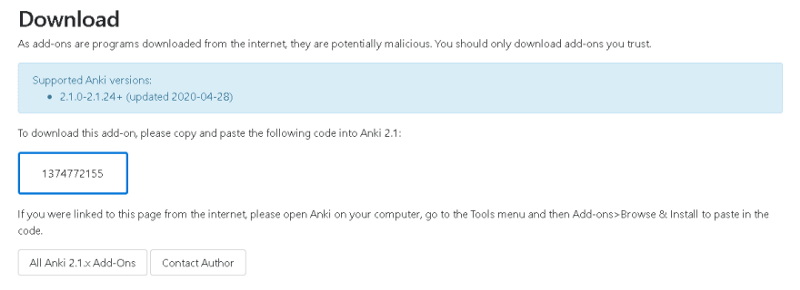 Download
As add-ons are programs downloaded from the internet, they are potentially malicious. You should only download add-ons you trust.
Supported Anki versions:
• 2.1.0-2.1.24+ (updated 2020-04-28)
To download this add-on, please copy and paste the following code into Anki 2.1:
1374772155
If you were linked to this page from the internet, please open Anki on your computer, go to the Tools menu and then Add-ons>Browse & Install to paste in the
code.
All Anki 2.1.x Add-Ons Contact Author